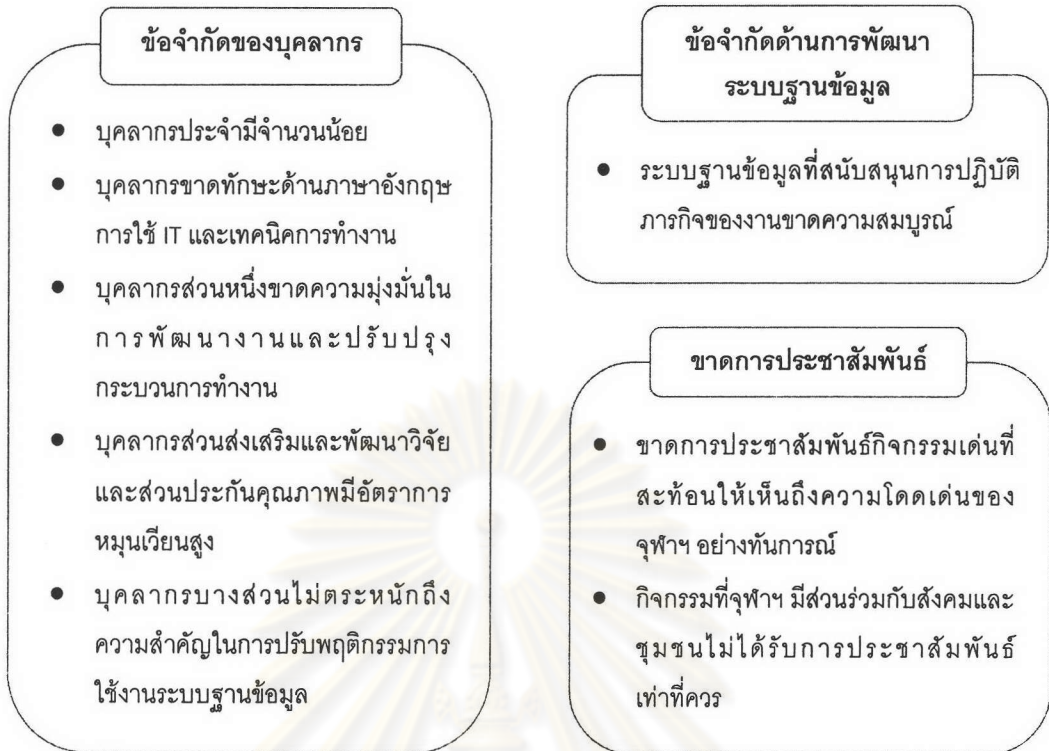 ข้อจำกัดของบุคลากร
● บุคลากรประจำมีจำนวนน้อย
● บุคลากรขาดทักษะด้านภาษาอังกฤษ
การใช้ IT และเทคนิคการทำงาน
● บุคลากรส่วนหนึ่งขาดความมุ่งมั่นใน
การพัฒนางานและปรับปรุง
กระบวนการทำงาน
● บุคลากรส่วนส่งเสริมและพัฒนาวิจัย
และส่วนประกันคุณภาพมีอัตราการ
หมุนเวียนสูง
● บุคลากรบางส่วนไม่ตระหนักถึง
ความสำคัญในการปรับพฤติกรรมการ
ใช้งานระบบฐานข้อมูล
ข้อจำกัดด้านการพัฒนา
ระบบฐานข้อมูล
● ระบบฐานข้อมูลที่สนับสนุนการปฏิบัติ
ภารกิจของงานขาดความสมบูรณ์
ขาดการประชาสัมพันธ์
● ขาดการประชาสัมพันธ์กิจกรรมเด่นที่
สะท้อนให้เห็นถึงความโดดเด่นของ
จุฬาฯ อย่างทันการณ์
● กิจกรรมที่จุฬาฯ มีส่วนร่วมกับสังคมและ
ชุมชนไม่ได้รับการประชาสัมพันธ์
เท่าที่ควร